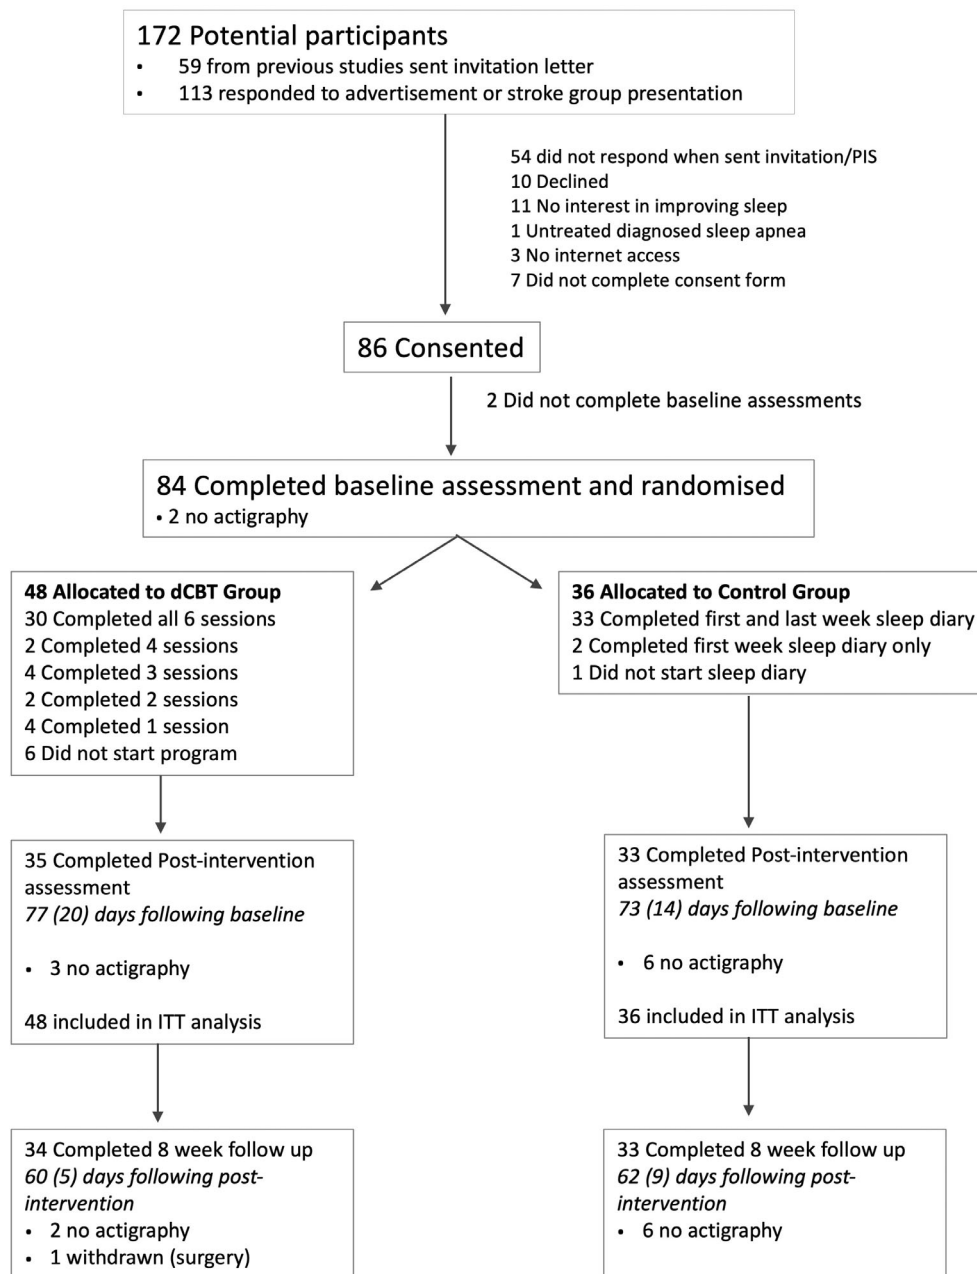 172 Potential participants
• 59 from previous studies sent invitation letter
• 113 responded to advertisement or stroke group presentation
54 did not respond when sent invitation/PIS
10 Declined
11 No interest in improving sleep
1 Untreated diagnosed sleep apnea
3 No internet access
7 Did not complete consent form
86 Consented
2 Did not complete baseline assessments
84 Completed baseline assessment and randomised
• 2 no actigraphy
48 Allocated to dCBT Group
30 Completed all 6 sessions
2 Completed 4 sessions
4 Completed 3 sessions
2 Completed 2 sessions
4 Completed 1 session
6 Did not start program
36 Allocated to Control Group
33 Completed first and last week sleep diary
2 Completed first week sleep diary only
1 Did not start sleep diary
35 Completed Post-intervention
assessment
77 (20) days following baseline
• 3 no actigraphy
48 included in ITT analysis
33 Completed Post-intervention
assessment
73 (14) days following baseline
• 6 no actigraphy
36 included in ITT analysis
34 Completed 8 week follow up
60 (5) days following post-
intervention
• 2 no actigraphy
• 1 withdrawn (surgery)
33 Completed 8 week follow up
62 (9) days following post-
intervention
• 6 no actigraphy